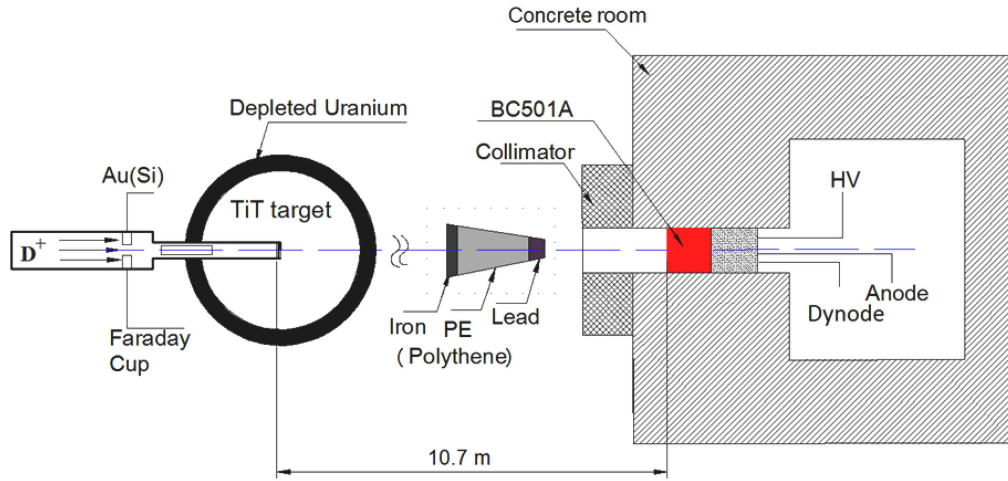 Concrete room
Depleted Uranium
BC501A
Collimator
Au(Si)
TiT target
HV
D+
Anode
Dynode
Iron
PE
Lead
(Polythene)
Faraday
Cup
10.7 m